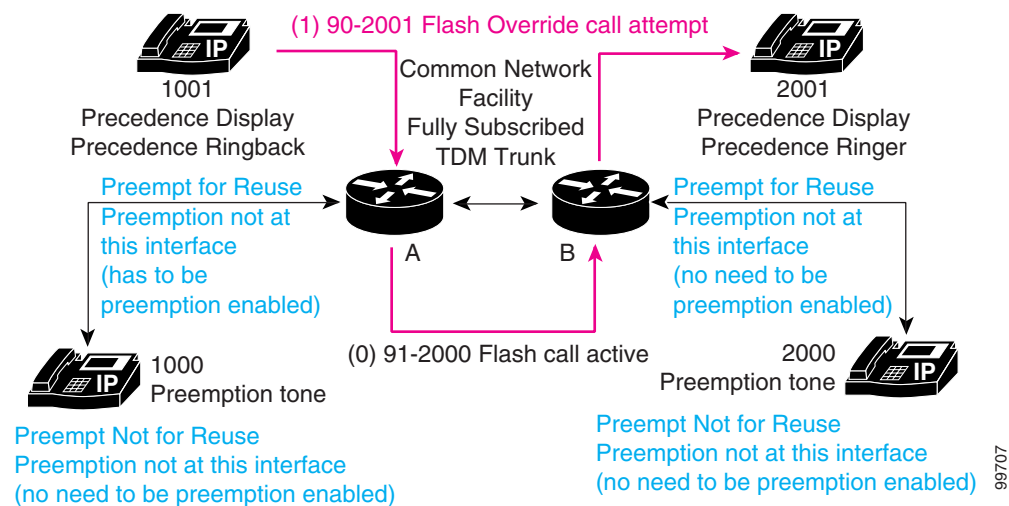 (1) 90-2001 Flash Override call attempt
IP
1001
Precedence Display
Precedence Ringback
Common Network
Facility
Fully Subscribed
TDM Trunk
IP
2001
Precedence Display
Precedence Ringer
Preempt for Reuse
Preemption not at
this interface
(has to be
preemption enabled)
A
B
Preempt for Reuse
Preemption not at
this interface
(no need to be
preemption enabled)
(0) 91-2000 Flash call active
IP
1000
Preemption tone
2000
Preemption tone
IP
Preempt Not for Reuse
Preemption not at this interface
(no need to be preemption enabled)
Preempt Not for Reuse
Preemption not at this interface
(no need to be preemption enabled)
99707